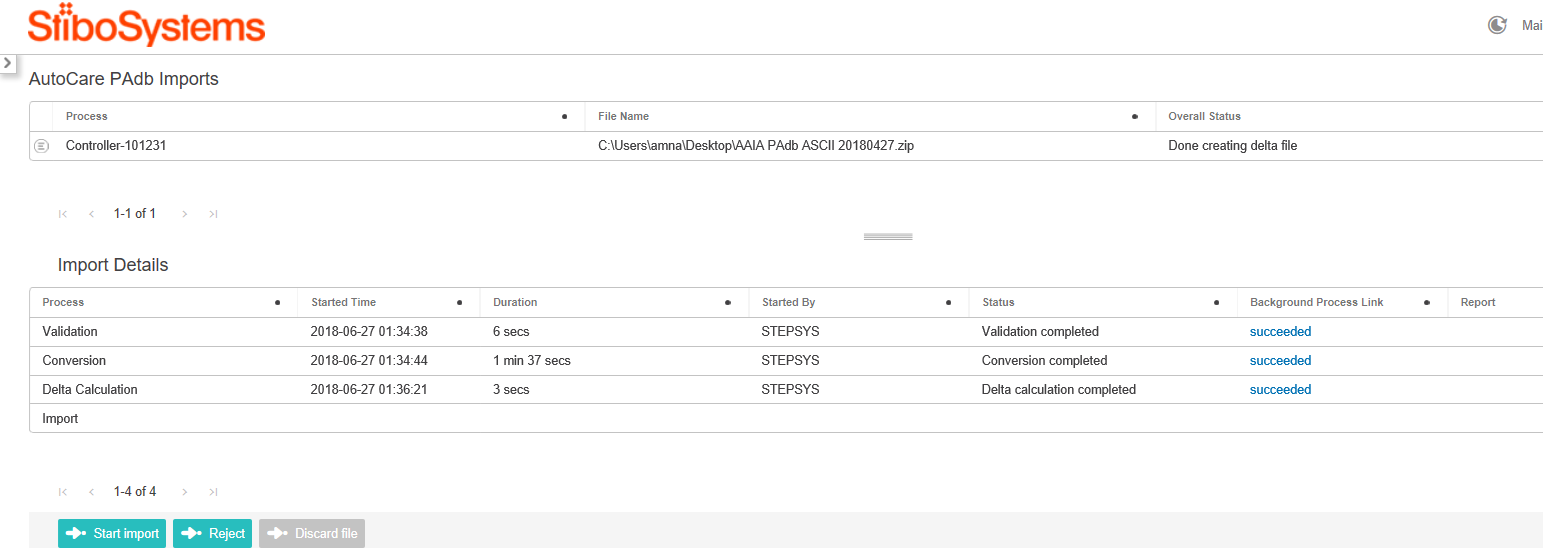 StiboSystems
Mai
AutoCare PAdb Imports
Process File Name Overall Status
Controller-101231 C:\Users\amna\Desktop\AAIA PAdb ASCII 20180427.zip Done creating delta file
1-1 of 1
Import Details
Process Started Time Duration Started By Status Background Process Link Report
Validation 2018-06-27 01:34:38 6 secs STEPSYS Validation completed succeeded
Conversion 2018-06-27 01:34:44 1 min 37 secs STEPSYS Conversion completed succeeded
Delta Calculation 2018-06-27 01:36:21 3 secs STEPSYS Delta calculation completed succeeded
Import
1-4 of 4
Start import Reject Discard file